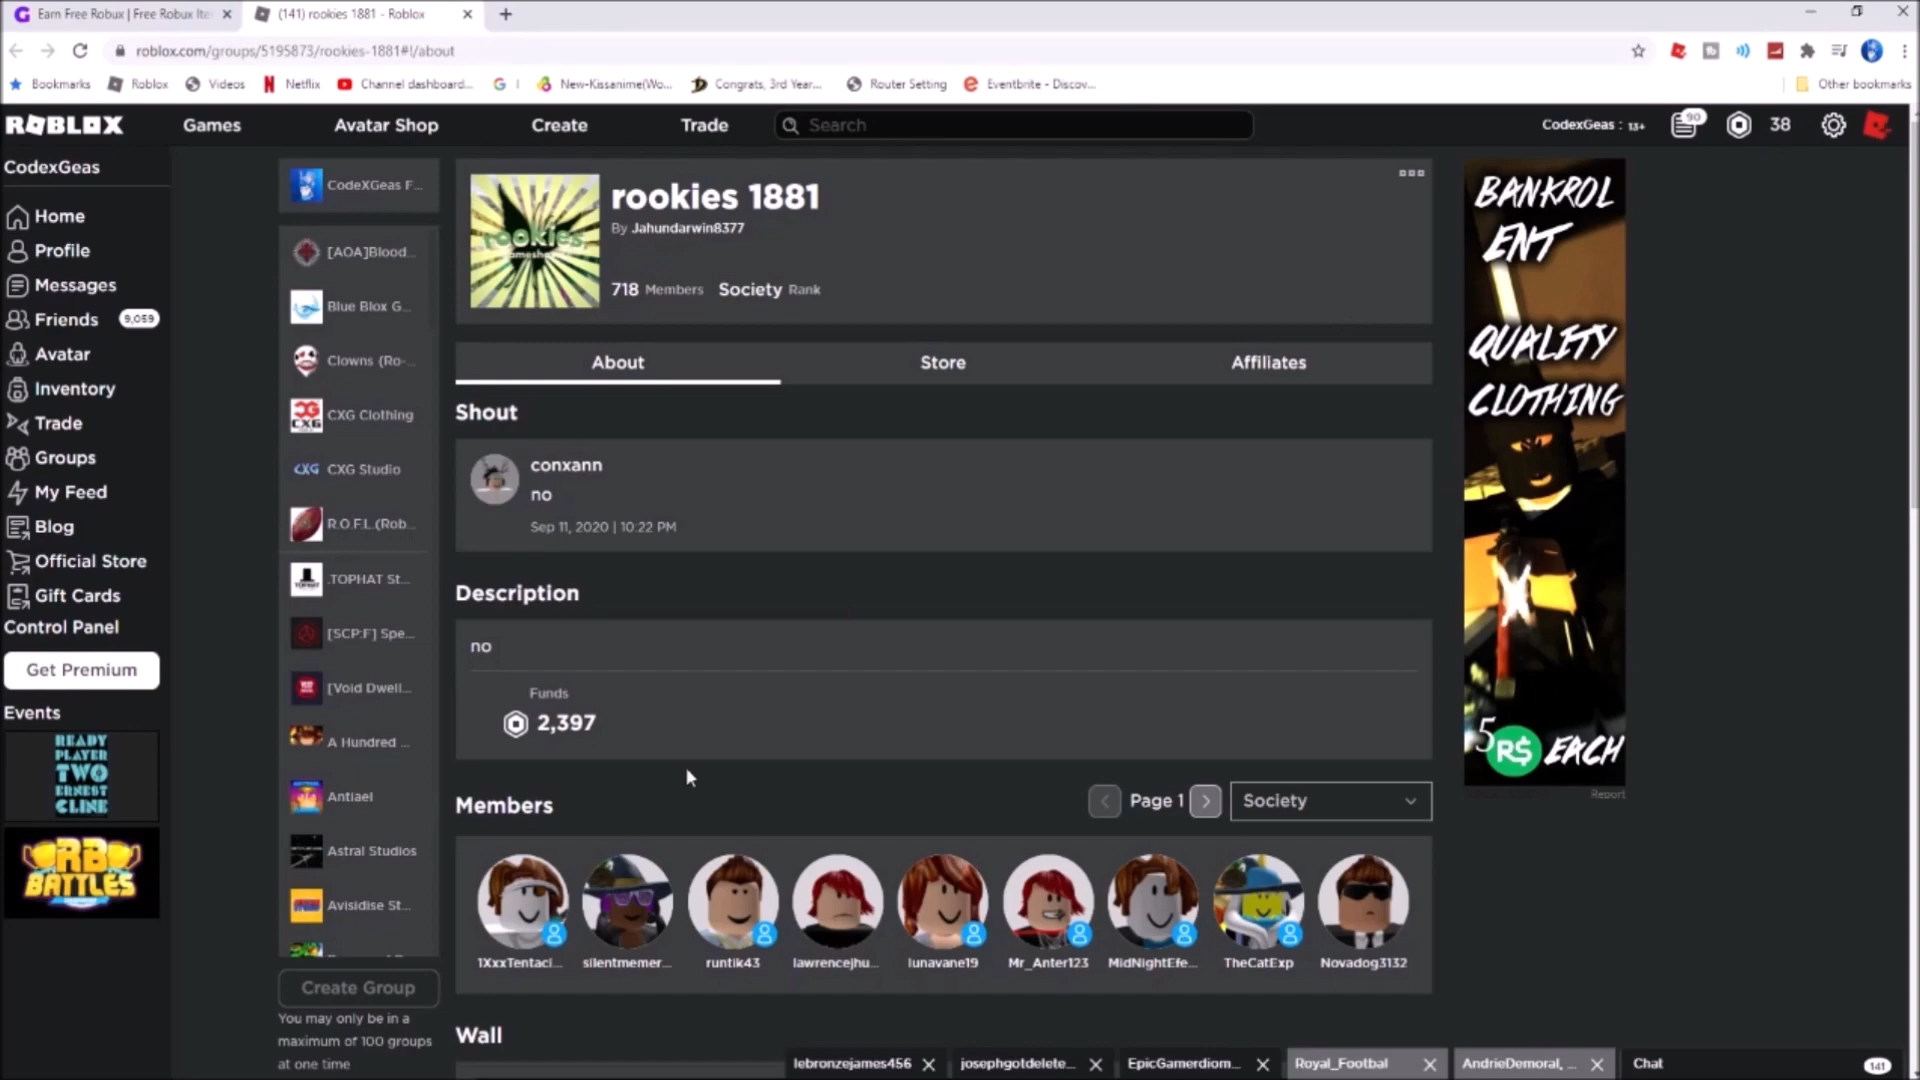 Earn Free Robux | Free Robux Ite
(141) rookies 1881 - Roblox
roblox.com/groups/5195873/rookies-1881#!/about
Bookmarks
Roblox
Videos
Netflix
Channel dashboard...
New-Kissanime(Wo...
Congrats, 3rd Year...
Router Setting
Eventbrite - Discov...
Other bookmarks
ROBLOX
Games
Avatar Shop
Create
Trade
Search
CodexGeas : 13+
90
38
CodexGeas
Home
Profile
Messages
Friends 9,059
Avatar
Inventory
Trade
Groups
My Feed
Blog
Official Store
Gift Cards
Control Panel
Get Premium
Events
READY
PLAYER
TWO
ERNEST
CLINE
RB
BATTLES
CodeXGeas F...
[AOA]Blood...
Blue Blox G...
Clowns {Ro-...
CXG Clothing
CXG Studio
R.O.F.L.(Rob...
.TOPHAT St...
[SCP:F] Spe...
[Void Dwell...
A Hundred ...
Antiael
Astral Studios
Avisidise St...
Create Group
You may only be in a
maximum of 100 groups
at one time
rookies 1881
By Jahundarwin8377
718 Members Society Rank
About
Store
Affiliates
Shout
conxann
no
Sep 11, 2020 | 10:22 PM
Description
no
Funds
2,397
Members
Page 1
Society
1XxxTentaci...
silentmemer...
runtik43
lawrencejhu...
lunavane19
Mr_Anter123
MidNightEfe...
TheCatExp
Novadog3132
Wall
BANKROL
ENT
QUALITY
CLOTHING
5 R$ EACH
Report
lebronzejames456
josephgotdelete...
EpicGamerdiom...
Royal_Footbal
AndrieDemoral, ...
Chat
141